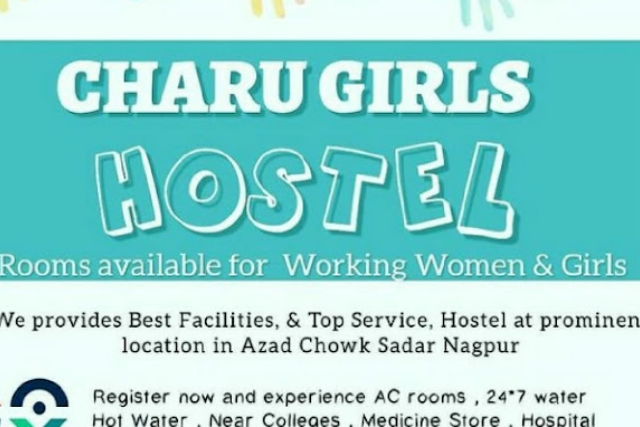 CHARU GIRLS
HOSTEL
Rooms available for Working Women & Girls
We provides Best Facilities, & Top Service, Hostel at prominen
location in Azad Chowk Sadar Nagpur
Register now and experience AC rooms , 24*7 water
Hot Water , Near Colleges , Medicine Store , Hospital